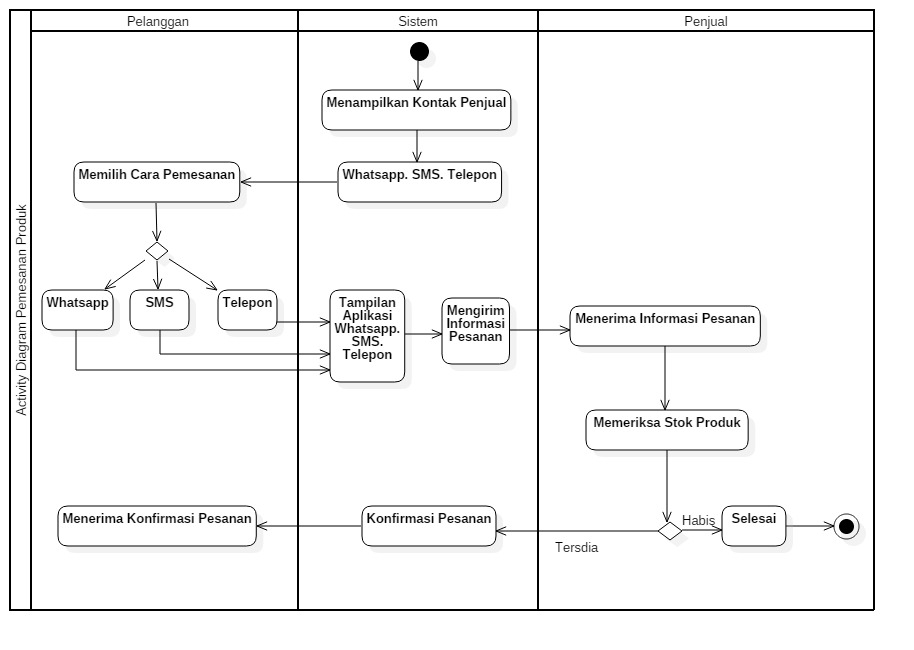 Pelanggan
Sistem
Penjual
Activity Diagram Pemesanan Produk
Menampilkan Kontak Penjual
Memilih Cara Pemesanan
Whatsapp. SMS. Telepon
Whatsapp
SMS
Telepon
Tampilan
Aplikasi
Whatsapp.
SMS.
Telepon
Mengirim
Informasi
Pesanan
Menerima Informasi Pesanan
Memeriksa Stok Produk
Menerima Konfirmasi Pesanan
Konfirmasi Pesanan
Tersdia
Habis
Selesai